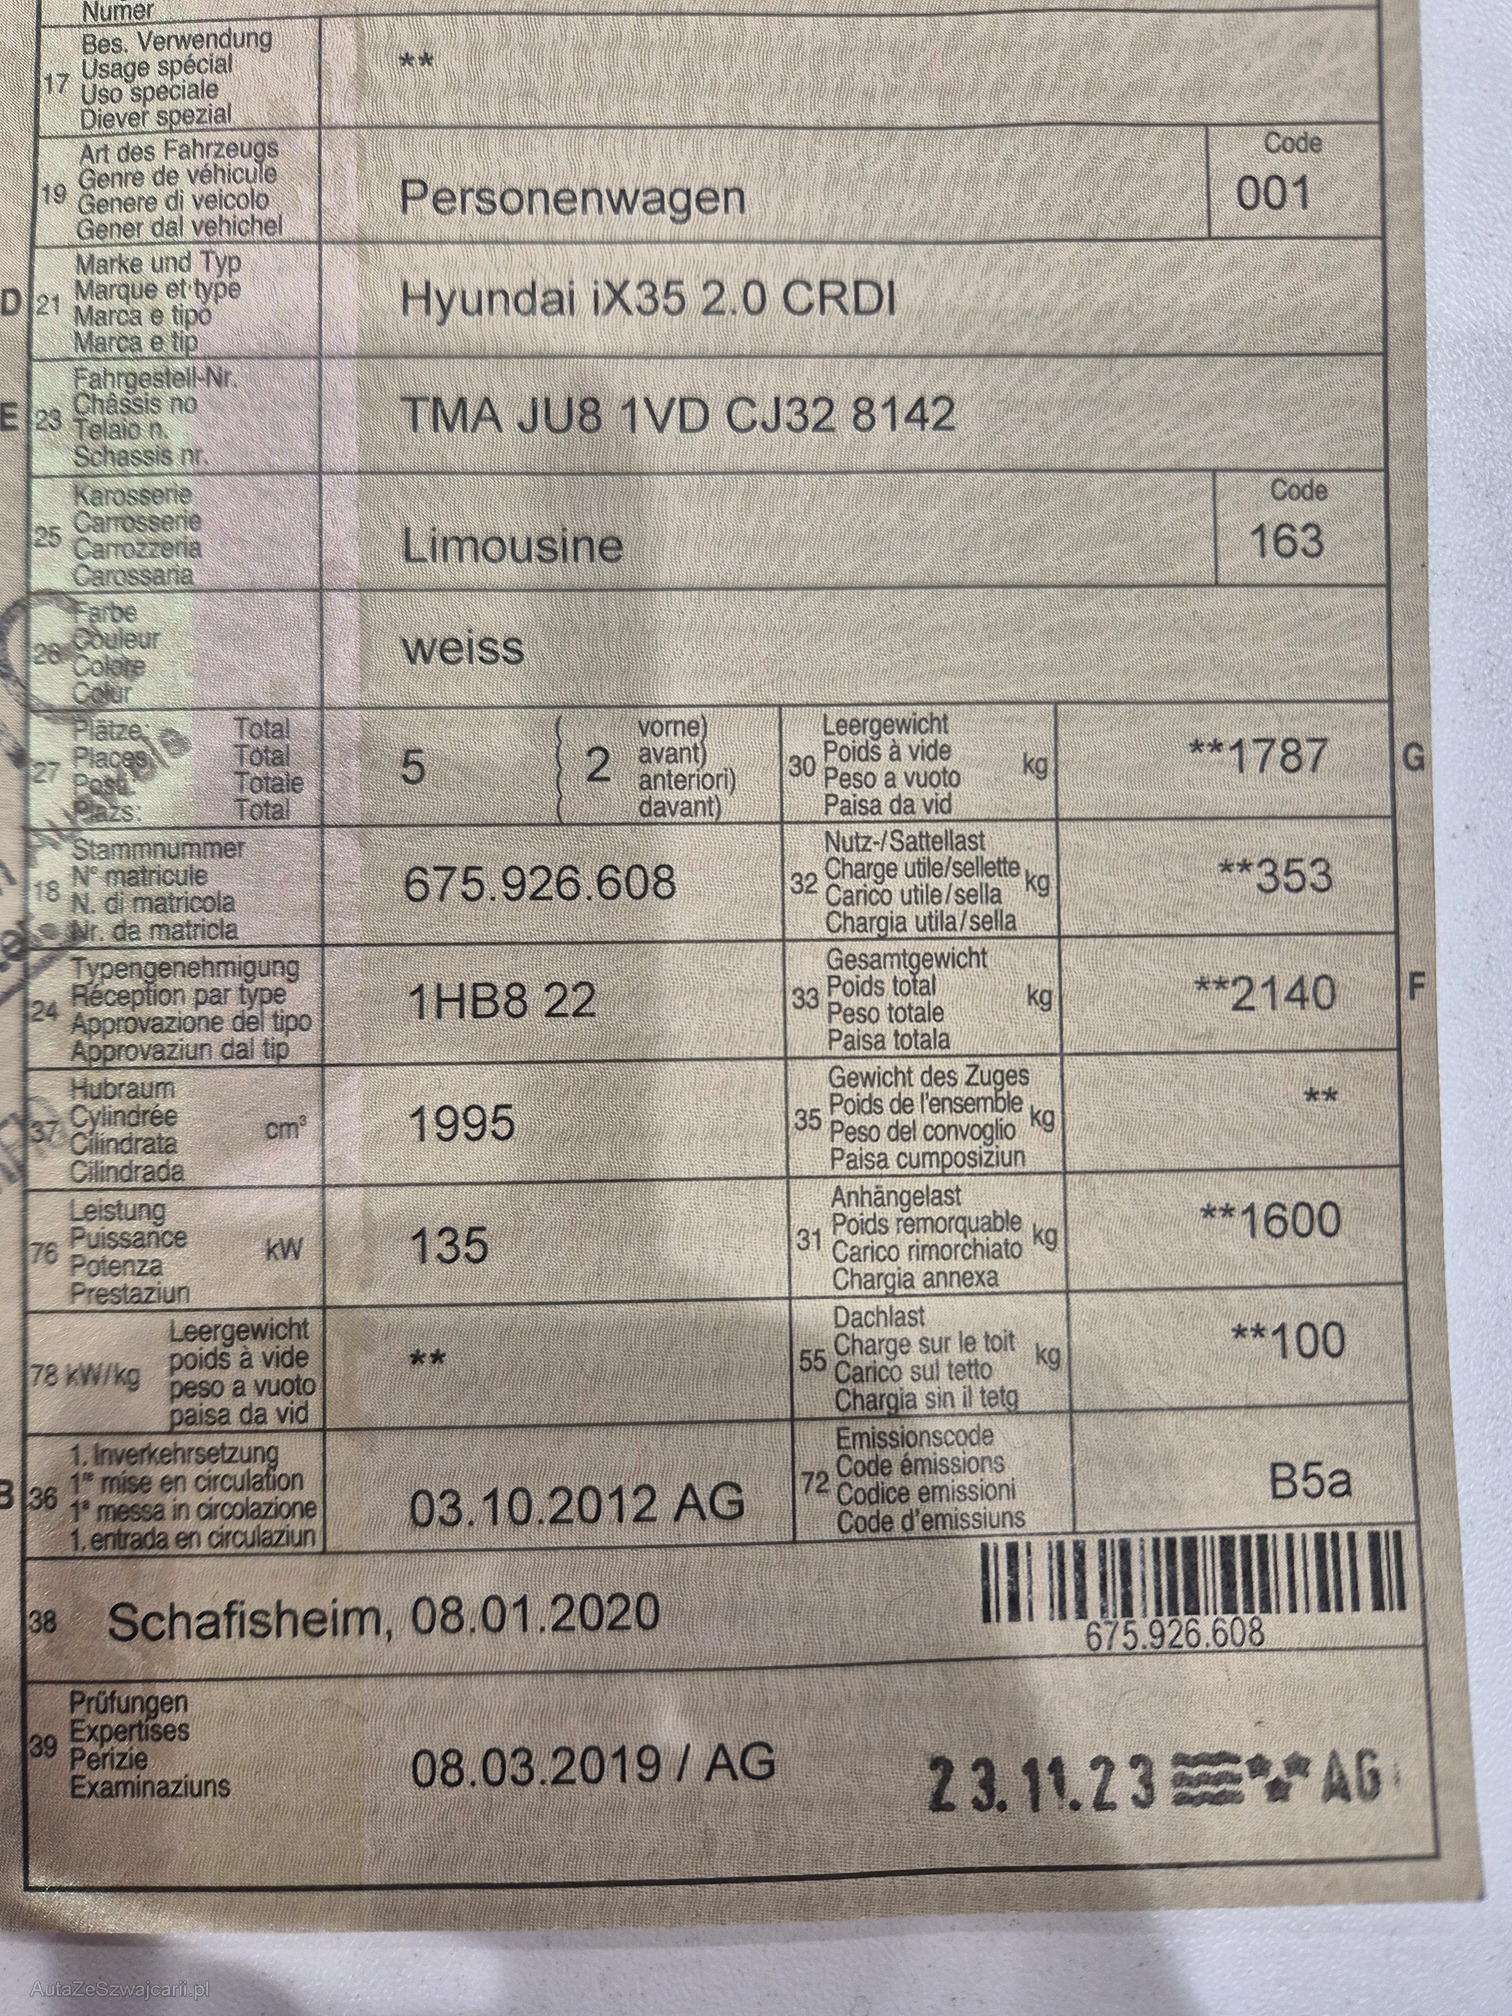 Numer
17 Bes. Verwendung
Usage spécial
Uso speciale
Diever spezial
**
19 Art des Fahrzeugs
Genre de véhicule
Genere di veicolo
Gener dal vehichel
Personenwagen
Code
001
D 21 Marke und Typ
Marque et type
Marca e tipo
Marca e tip
Hyundai iX35 2.0 CRDI
E 23 Fahrgestell-Nr.
Châssis no
Telaio n.
Schassis nr.
TMA JU8 1VD CJ32 8142
25 Karosserie
Carrosserie
Carrozzeria
Carossaria
Limousine
Code
163
26 Farbe
Couleur
Colore
Colur
weiss
27 Plätze: Total
Places: Total
Posti: Totale
Plazs: Total
5 ( 2 vorne)
avant)
anteriori)
davant)
30 Leergewicht
Poids à vide
Peso a vuoto
Paisa da vid
kg
**1787 G
18 Stammnummer
N° matricule
N. di matricola
Nr. da matricla
675.926.608
32 Nutz-/Sattellast
Charge utile/sellette
Carico utile/sella
Chargia utila/sella
kg
**353
24 Typengenehmigung
Réception par type
Approvazione del tipo
Approvaziun dal tip
1HB8 22
33 Gesamtgewicht
Poids total
Peso totale
Paisa totala
kg
**2140 F
37 Hubraum
Cylindrée
Cilindrata
Cilindrada
cm³
1995
35 Gewicht des Zuges
Poids de l'ensemble
Peso del convoglio
Paisa cumposiziun
kg
**
76 Leistung
Puissance
Potenza
Prestaziun
kW
135
31 Anhängelast
Poids remorquable
Carico rimorchiato
Chargia annexa
kg
**1600
78 kW/kg Leergewicht
poids à vide
peso a vuoto
paisa da vid
**
55 Dachlast
Charge sur le toit
Carico sul tetto
Chargia sin il tetg
kg
**100
B 36 1. Inverkehrsetzung
1re mise en circulation
1a messa in circolazione
1. entrada en circulaziun
03.10.2012 AG
72 Emissionscode
Code émissions
Codice emissioni
Code d'emissiuns
B5a
38 Schafisheim, 08.01.2020
675.926.608
39 Prüfungen
Expertises
Perizie
Examinaziuns
08.03.2019 / AG
23.11.23 AG
AutaZeSzwajcarii.pl